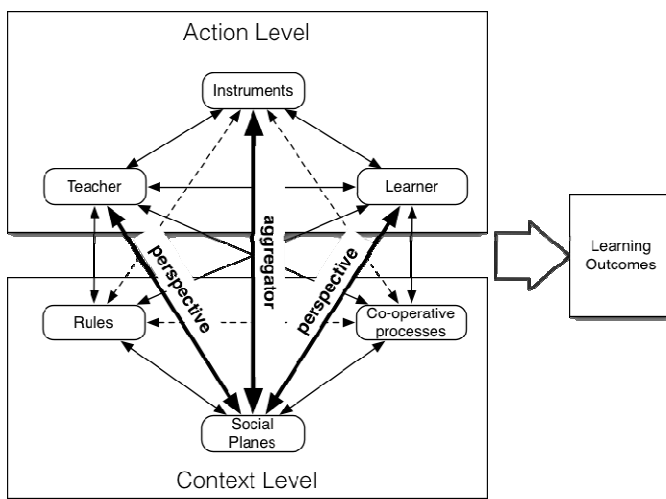 Action Level
Instruments
Teacher
Learner
perspective
aggregator
perspective
Learning
Outcomes
Rules
Co-operative
processes
Social
Planes
Context Level